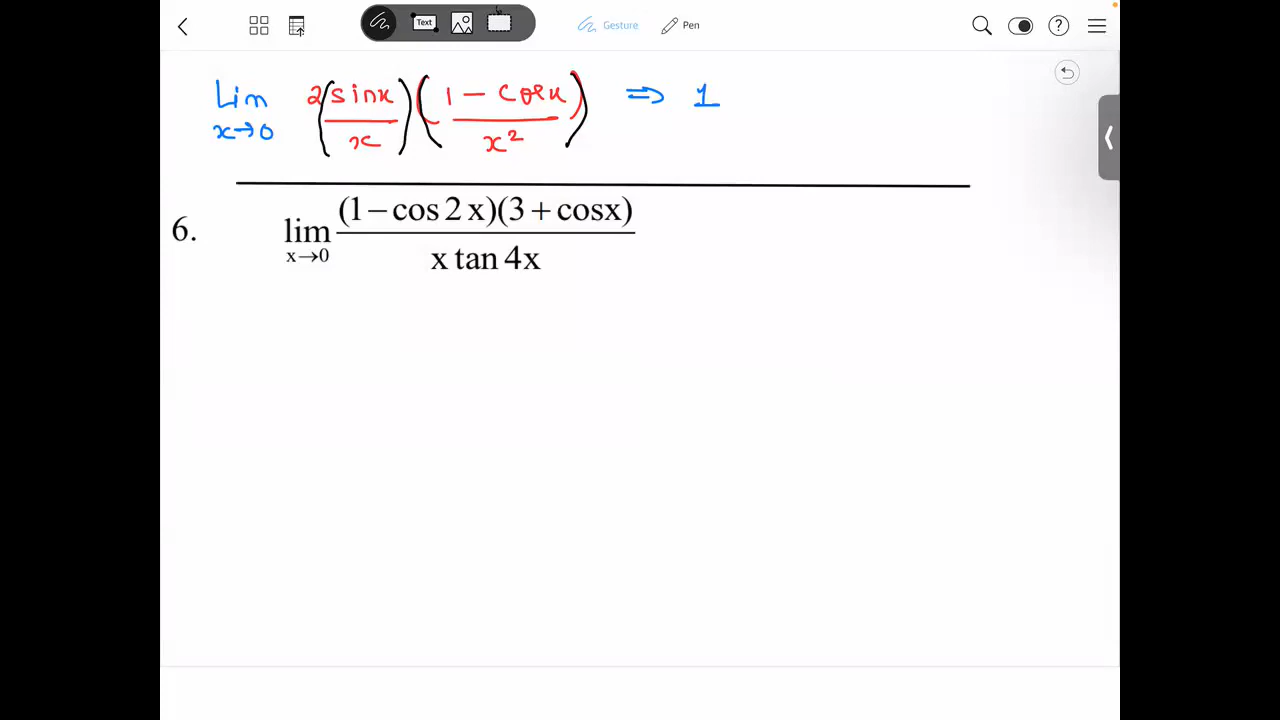 Text Gesture Pen
Lim x→0 2(sinx/x)((1 - cosx)/x²) ⇒ 1
6. lim x→0 (1−cos 2x)(3+cosx) / x tan 4x